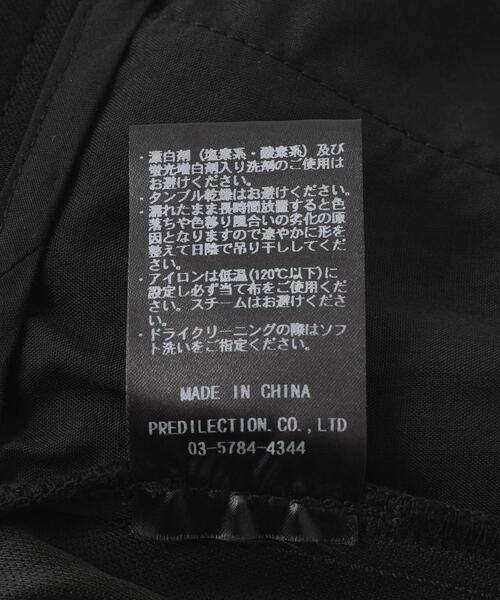 ・漂白剤（塩素系・酸素系）及び
蛍光増白剤入り洗剤のご使用は
お避けください。
・タンブル乾燥はお避けください。
・濡れたまま長時間放置すると色
落ちや色移り風合いの劣化の原
因となりますので速やかに形を
整えて日陰で吊り干ししてくださ
い。
・アイロンは低温(120℃以下)に
設定し必ず当て布をご使用くだ
さい。スチームはお避けくださ
い。
・ドライクリーニングの際はソフ
ト洗いをご指定ください。
MADE IN CHINA
PREDILECTION.CO.,LTD
03-5784-4344